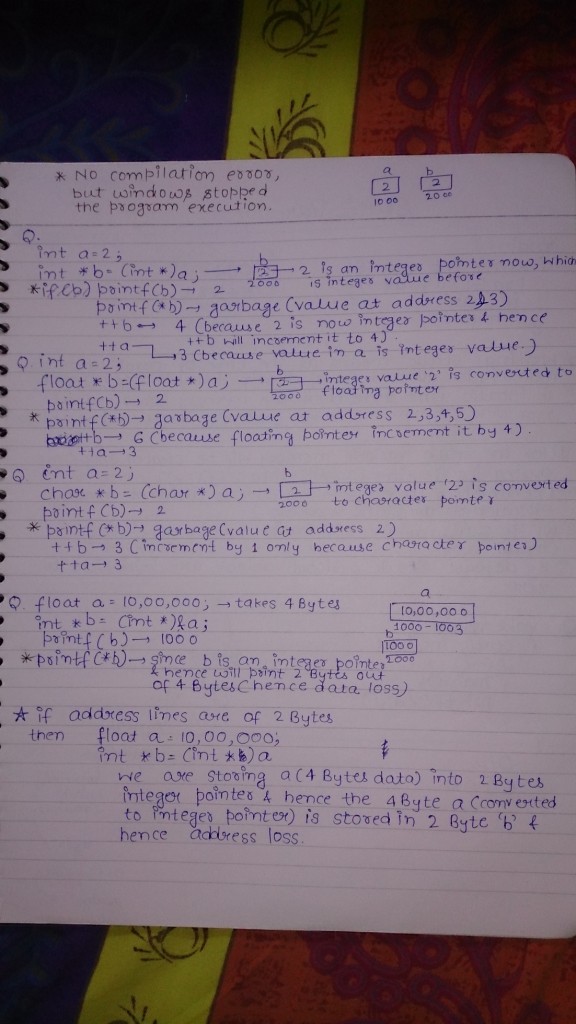 * No compilation error,
but windows stopped
the program execution.
a b
2 2
1000 2000
Q.
int a=2;
int *b= (int *)a; → b 2 → 2 is an integer pointer now, which
2000 is integer value before
* if (b) printf(b) → 2
printf(*b) → garbage (value at address 2,3)
++b → 4 (because 2 is now integer pointer & hence
++b will increment it to 4).
++a → 3 (because value in a is integer value.)
Q int a=2;
float *b=(float *)a; → b 2 → integer value '2' is converted to
2000 floating pointer
printf(b) → 2
* printf(*b) → garbage (value at address 2,3,4,5)
++b → 6 (because floating pointer increment it by 4).
++a → 3
Q int a=2;
char *b= (char *) a; → b 2 → integer value '2' is converted
2000 to character pointer
printf(b) → 2
* printf(*b) → garbage (value at address 2)
++b → 3 (increment by 1 only because character pointer)
++a → 3
Q. float a = 10,00,000; → takes 4 Bytes
a
10,00,000
1000 - 1003
int *b= (int *)&a;
b
printf(b) → 1000
1000
2000
* printf(*b) → since b is an integer pointer
& hence will print 2 Bytes out
of 4 Bytes (hence data loss)
* if address lines are of 2 Bytes
then float a = 10,00,000;
int *b= (int *)a
we are storing a (4 Bytes data) into 2 Bytes
integer pointer & hence the 4 Byte a (converted
to integer pointer) is stored in 2 Byte 'b' &
hence address loss.